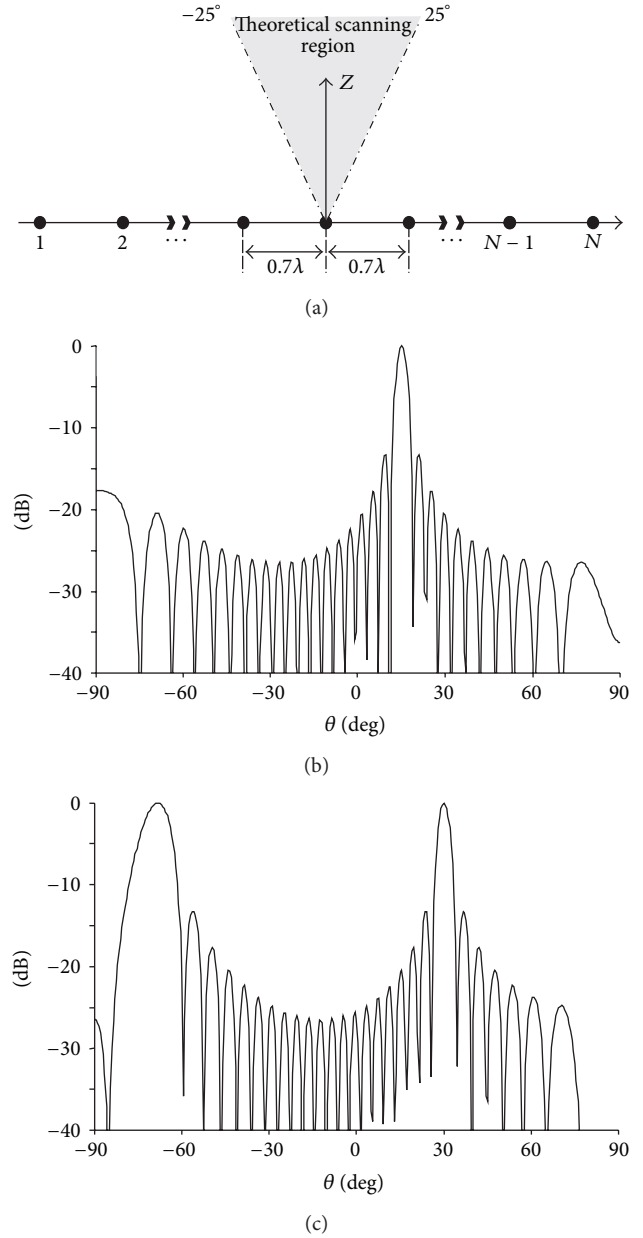 −25°
25°
Theoretical scanning
region
Z
1
2
...
...
N − 1
N
0.7λ
0.7λ
(a)
0
−10
−20
−30
−40
(dB)
−90
−60
−30
0
30
60
90
θ (deg)
(b)
0
−10
−20
−30
−40
(dB)
−90
−60
−30
0
30
60
90
θ (deg)
(c)